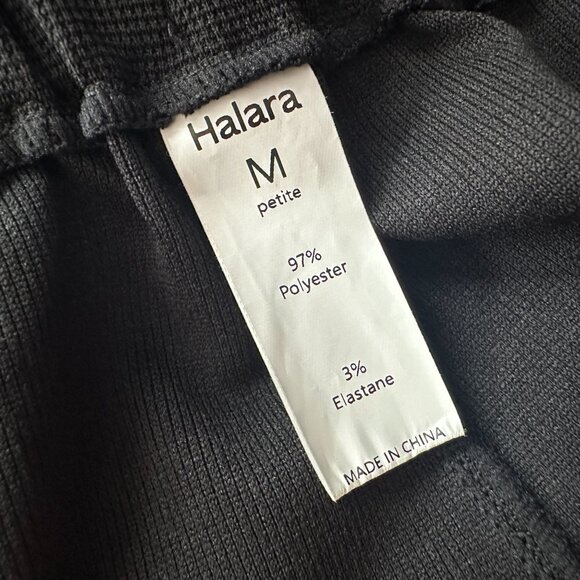 Halara
M
petite
97%
Polyester
3%
Elastane
MADE IN CHINA